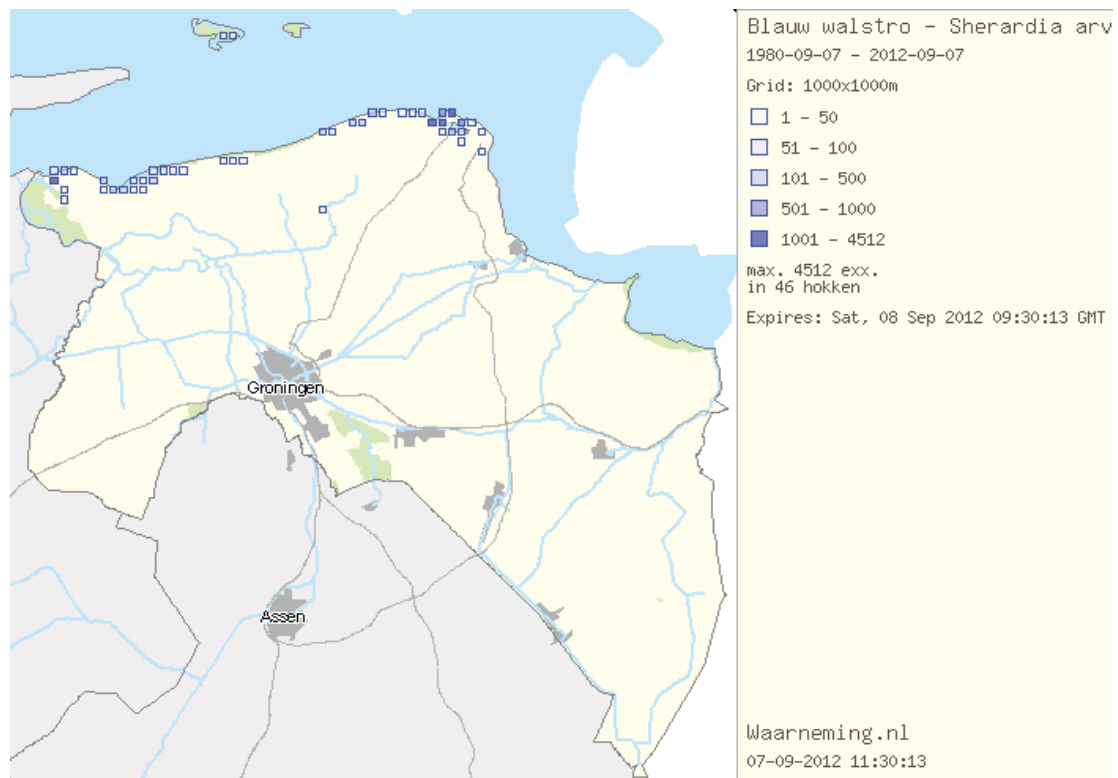 Blauw walstro - Sherardia arv
1980-09-07 - 2012-09-07
Grid: 1000x1000m
1 - 50
51 - 100
101 - 500
501 - 1000
1001 - 4512
max. 4512 exx.
in 46 hokken
Expires: Sat, 08 Sep 2012 09:30:13 GMT
Groningen
Assen
Waarneming.nl
07-09-2012 11:30:13